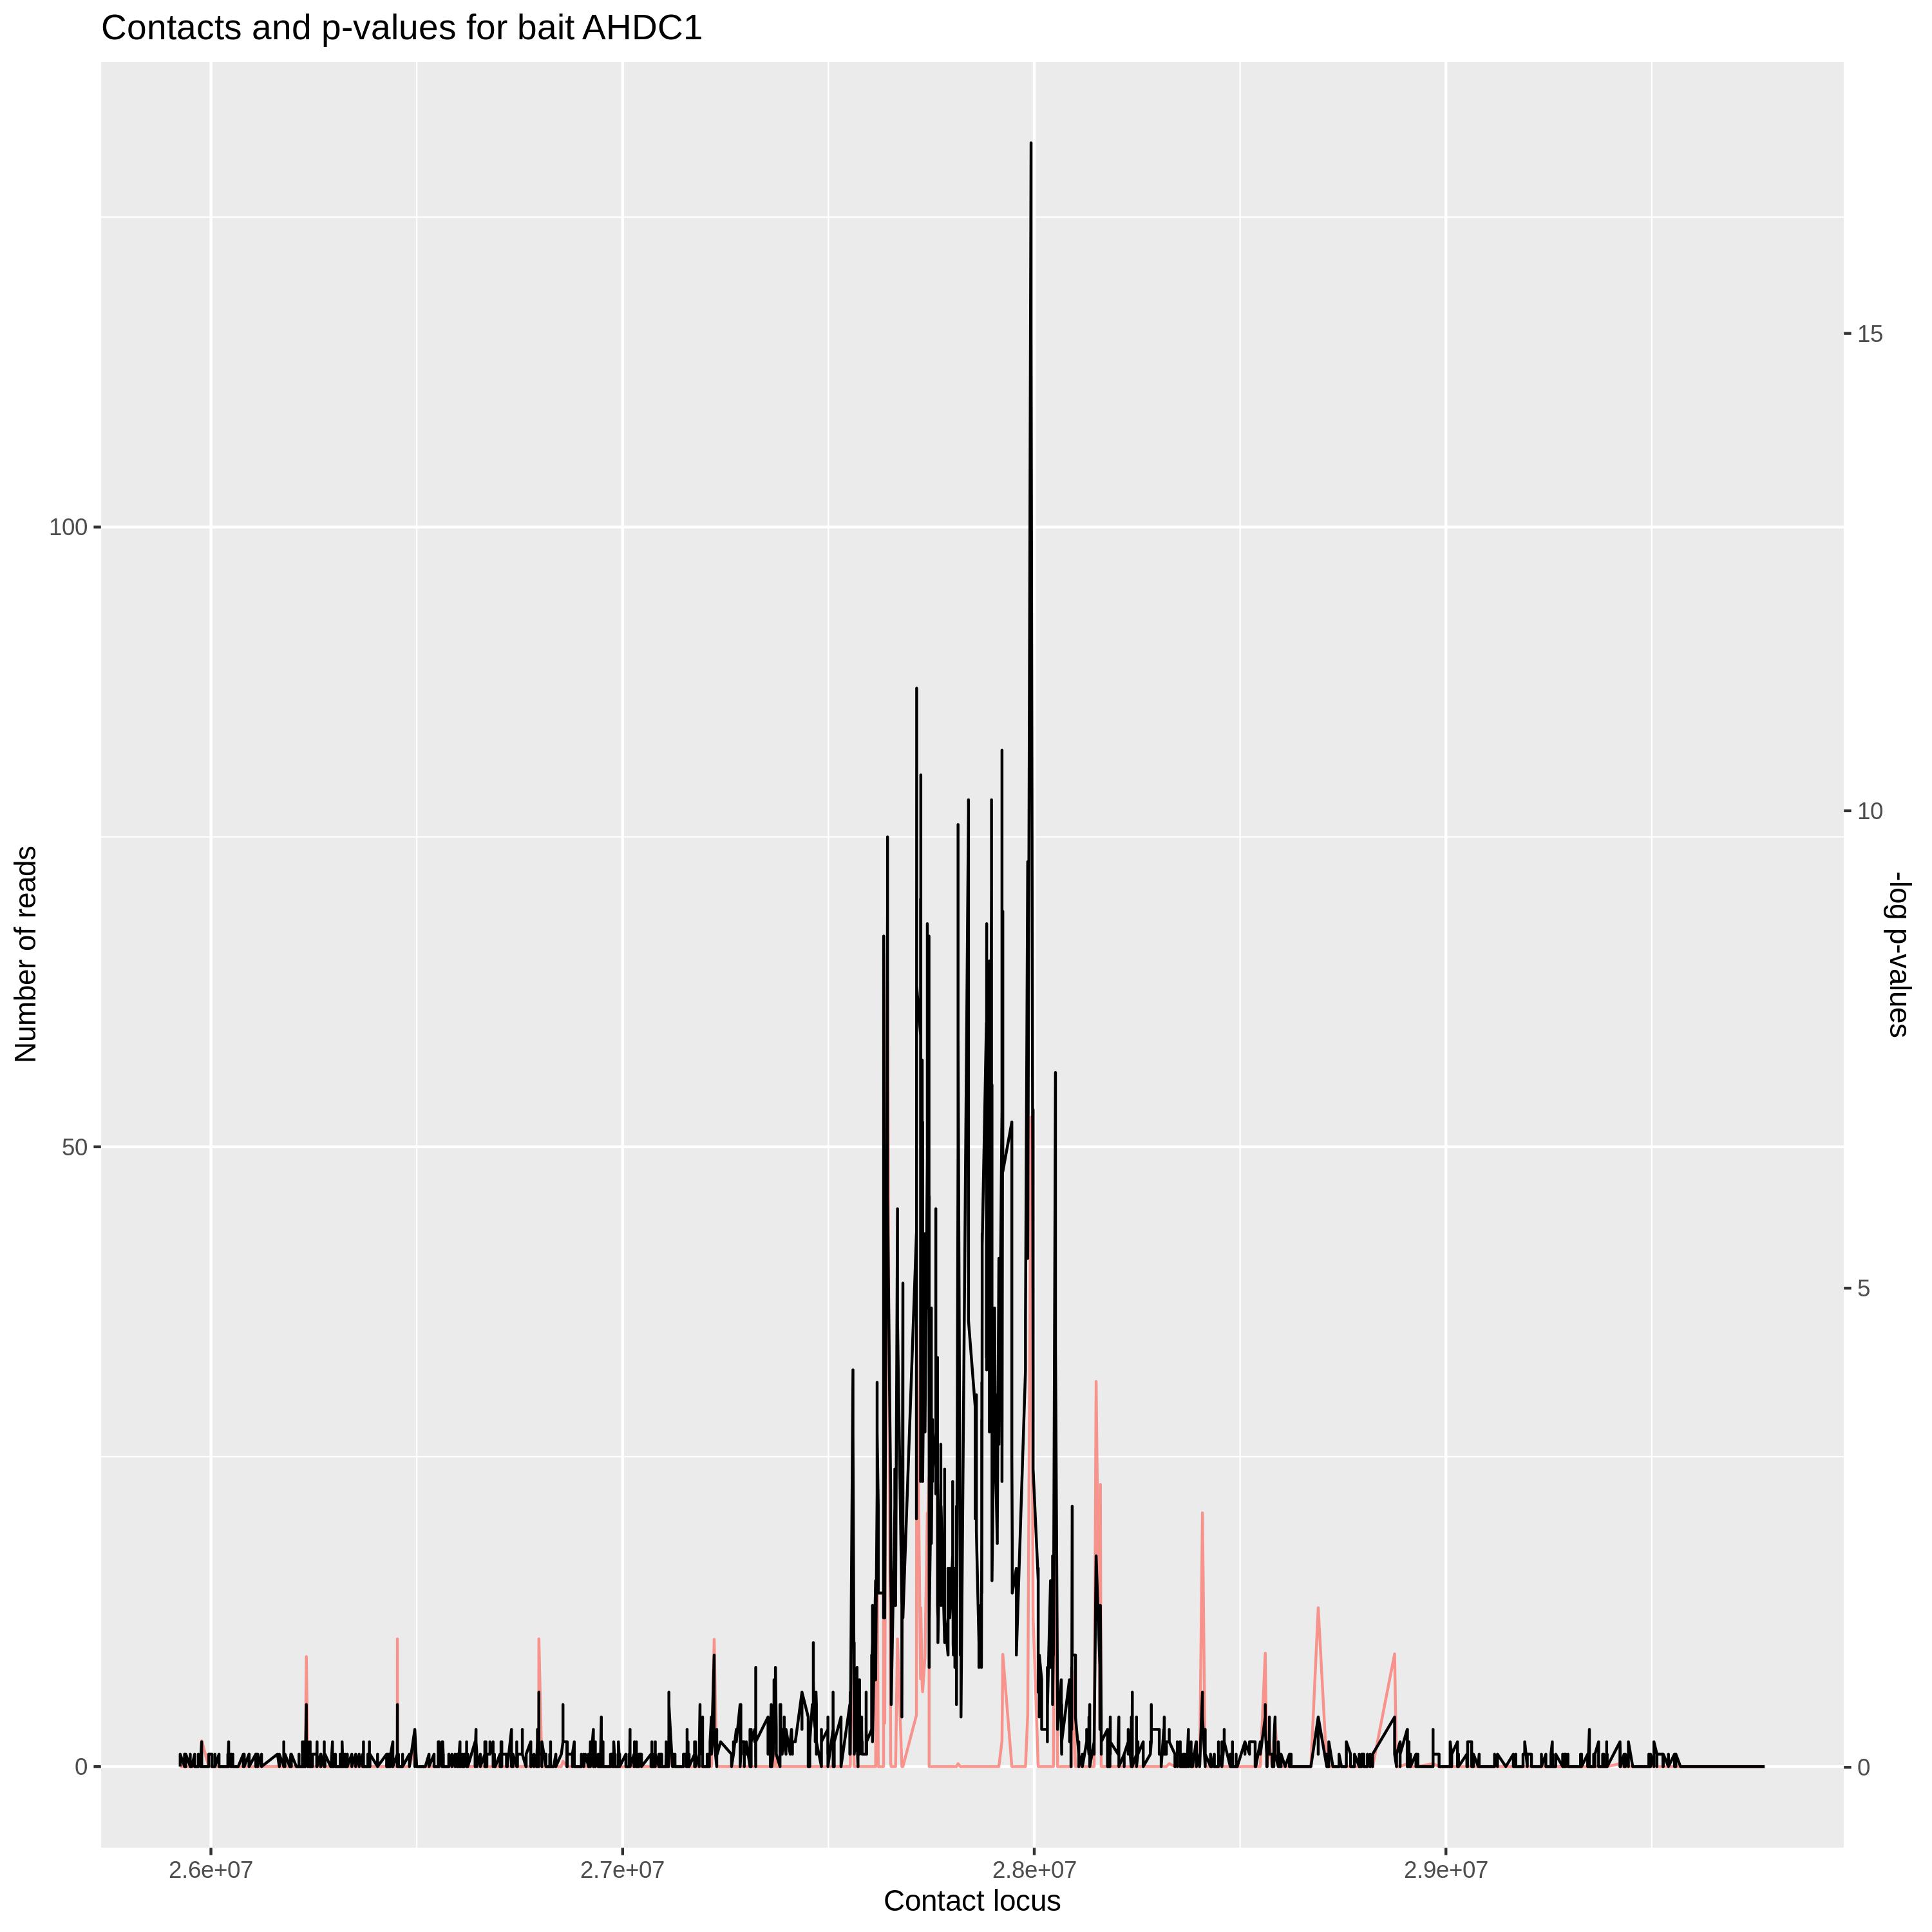 Contacts and p-values for bait AHDC1
Number of reads
100
50
0
15
10
5
0
-log p-values
2.6e+07
2.7e+07
2.8e+07
2.9e+07
Contact locus